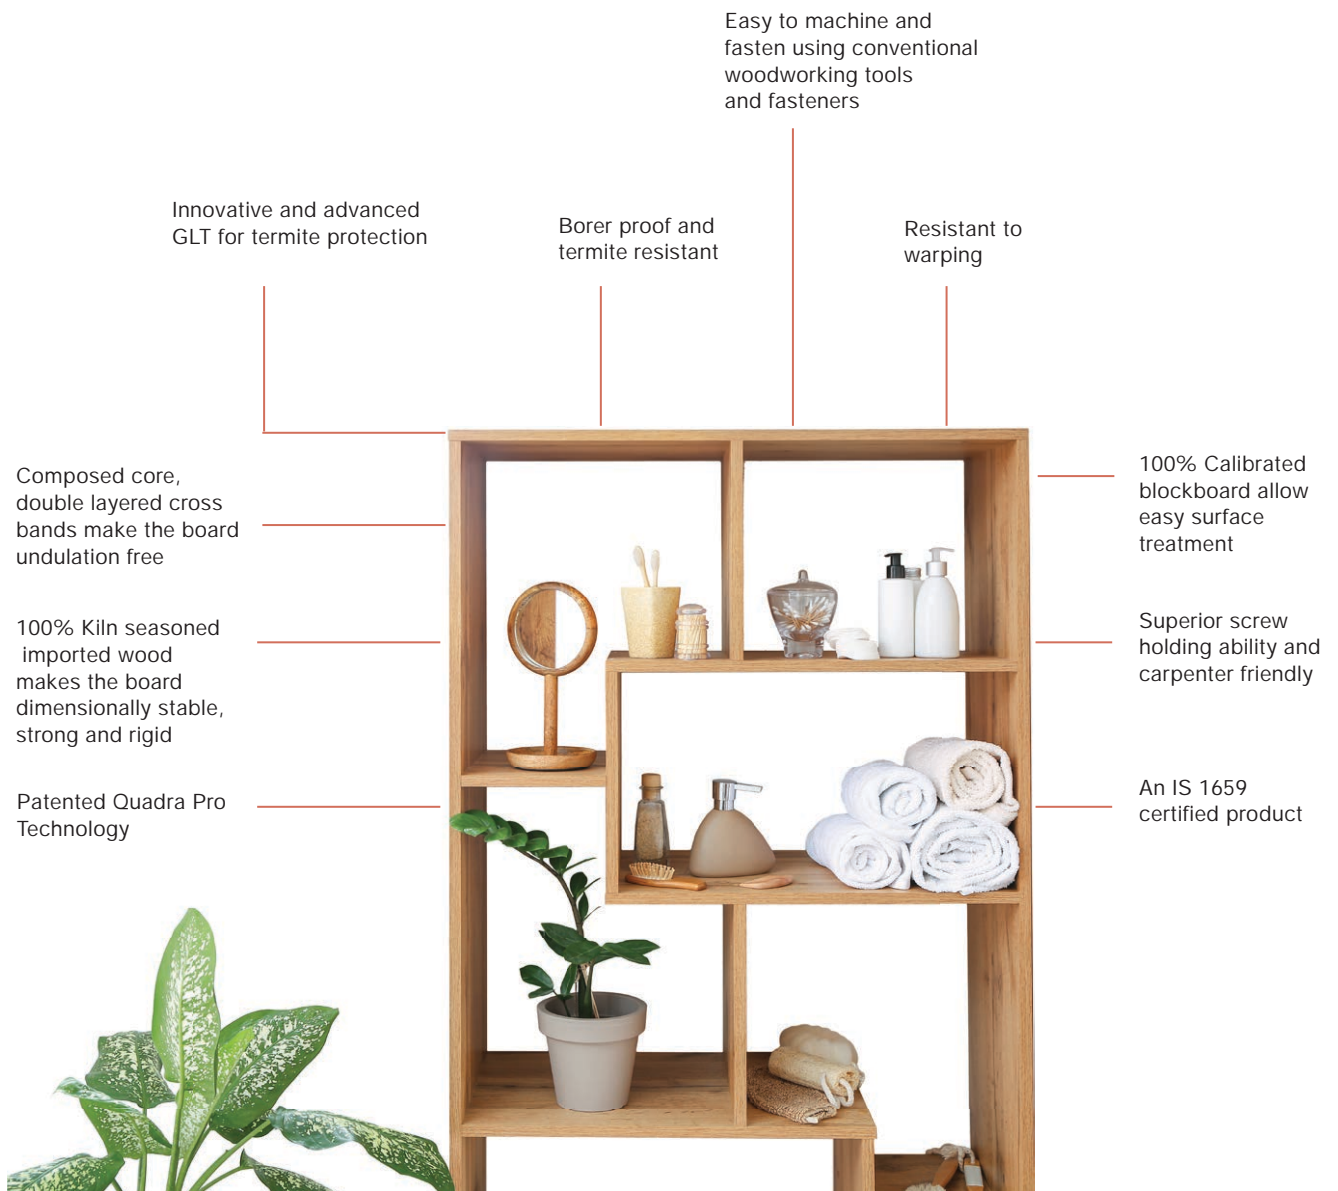 Easy to machine and
fasten using conventional
woodworking tools
and fasteners
Innovative and advanced
GLT for termite protection
Borer proof and
termite resistant
Resistant to
warping
Composed core,
double layered cross
bands make the board
undulation free
100% Kiln seasoned
imported wood
makes the board
dimensionally stable,
strong and rigid
Patented Quadra Pro
Technology
100% Calibrated
blockboard allow
easy surface
treatment
Superior screw
holding ability and
carpenter friendly
An IS 1659
certified product